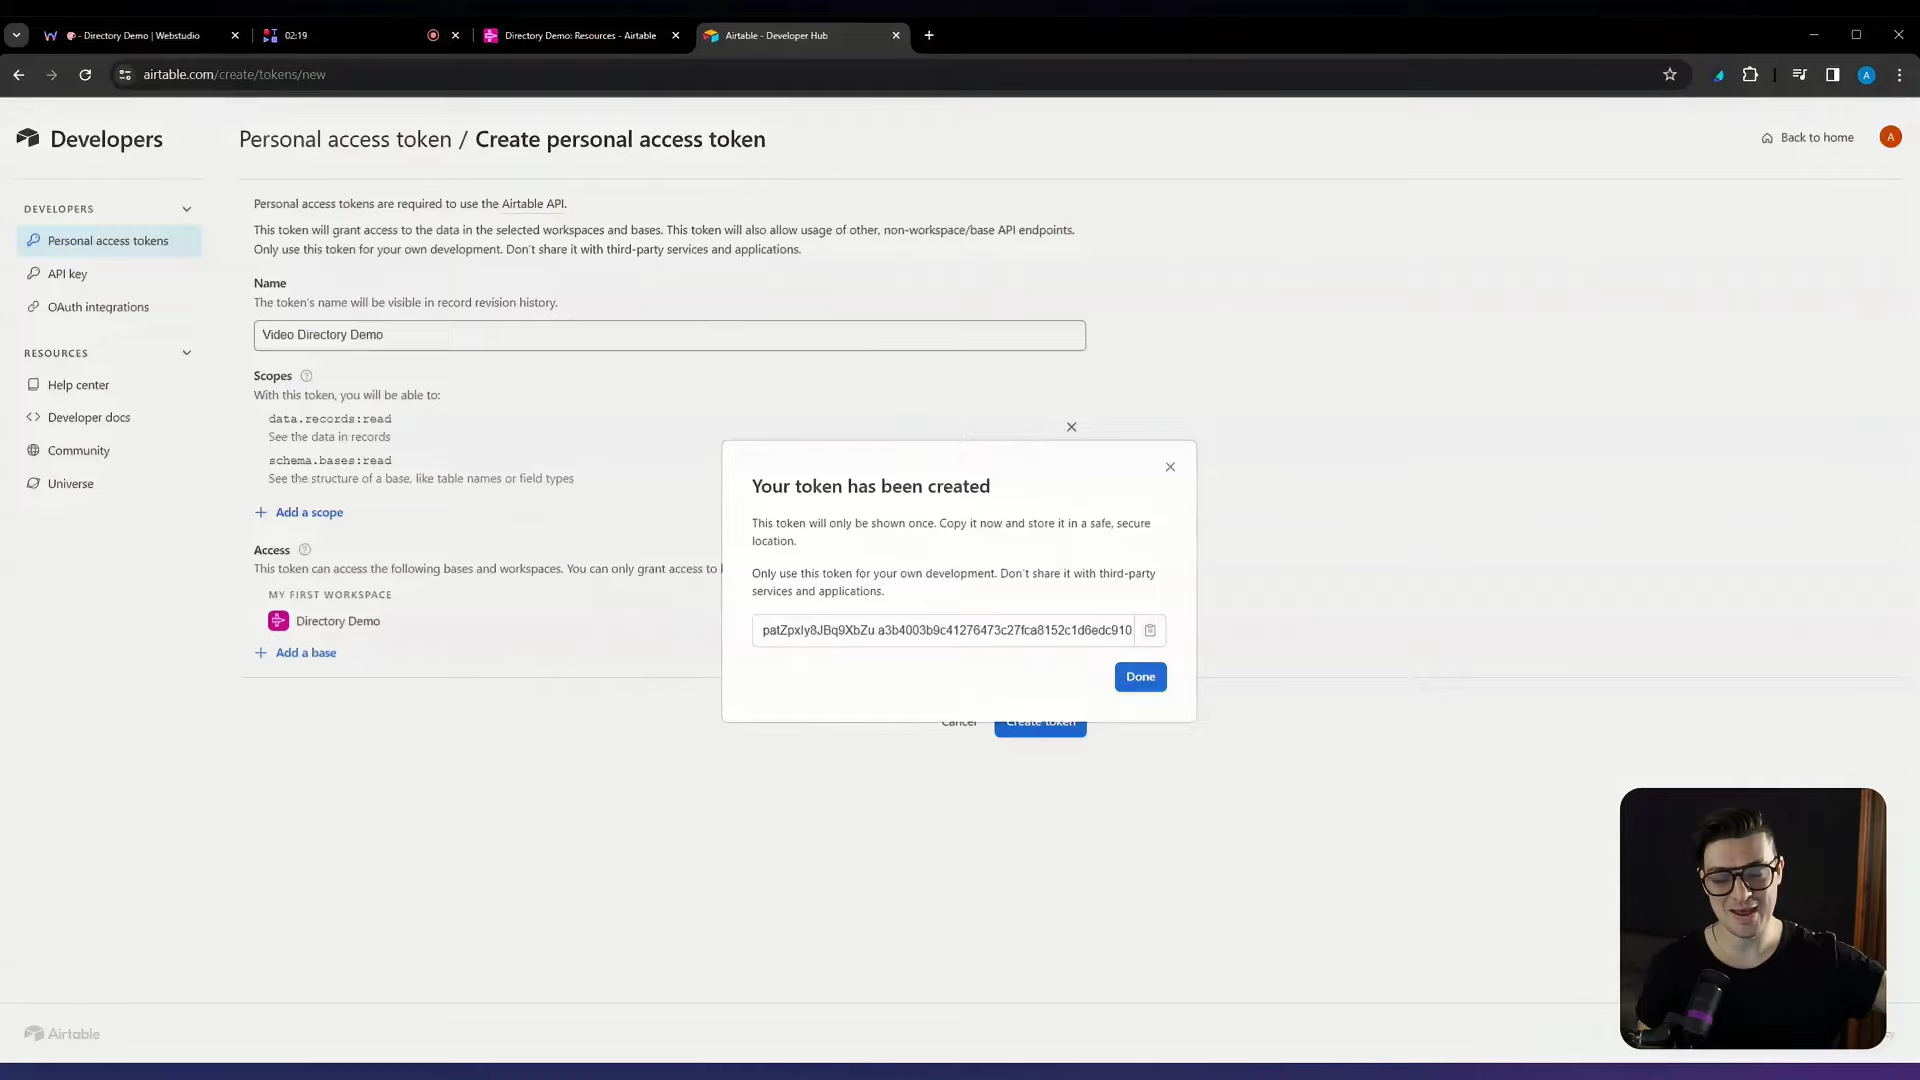 - Directory Demo | Webstudio
02:19
Directory Demo: Resources - Airtable
Airtable - Developer Hub
airtable.com/create/tokens/new
A
Developers
Personal access token / Create personal access token
Back to home
A
DEVELOPERS
Personal access tokens
API key
OAuth integrations
RESOURCES
Help center
Developer docs
Community
Universe
Personal access tokens are required to use the Airtable API.
This token will grant access to the data in the selected workspaces and bases. This token will also allow usage of other, non-workspace/base API endpoints.
Only use this token for your own development. Don't share it with third-party services and applications.
Name
The token's name will be visible in record revision history.
Video Directory Demo
Scopes
With this token, you will be able to:
data.records:read
See the data in records
schema.bases:read
See the structure of a base, like table names or field types
+ Add a scope
Access
This token can access the following bases and workspaces. You can only grant access to
MY FIRST WORKSPACE
Directory Demo
+ Add a base
Your token has been created
This token will only be shown once. Copy it now and store it in a safe, secure
location.
Only use this token for your own development. Don't share it with third-party
services and applications.
patZpxIy8JBq9XbZu.a3b4003b9c41276473c27fca8152c1d6edc910
Done
Cancel
Create token
Airtable